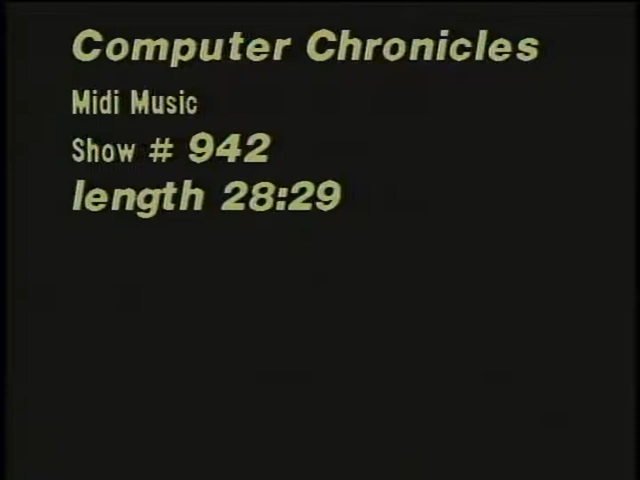 Computer Chronicles
Midi Music
Show # 942
length 28:29